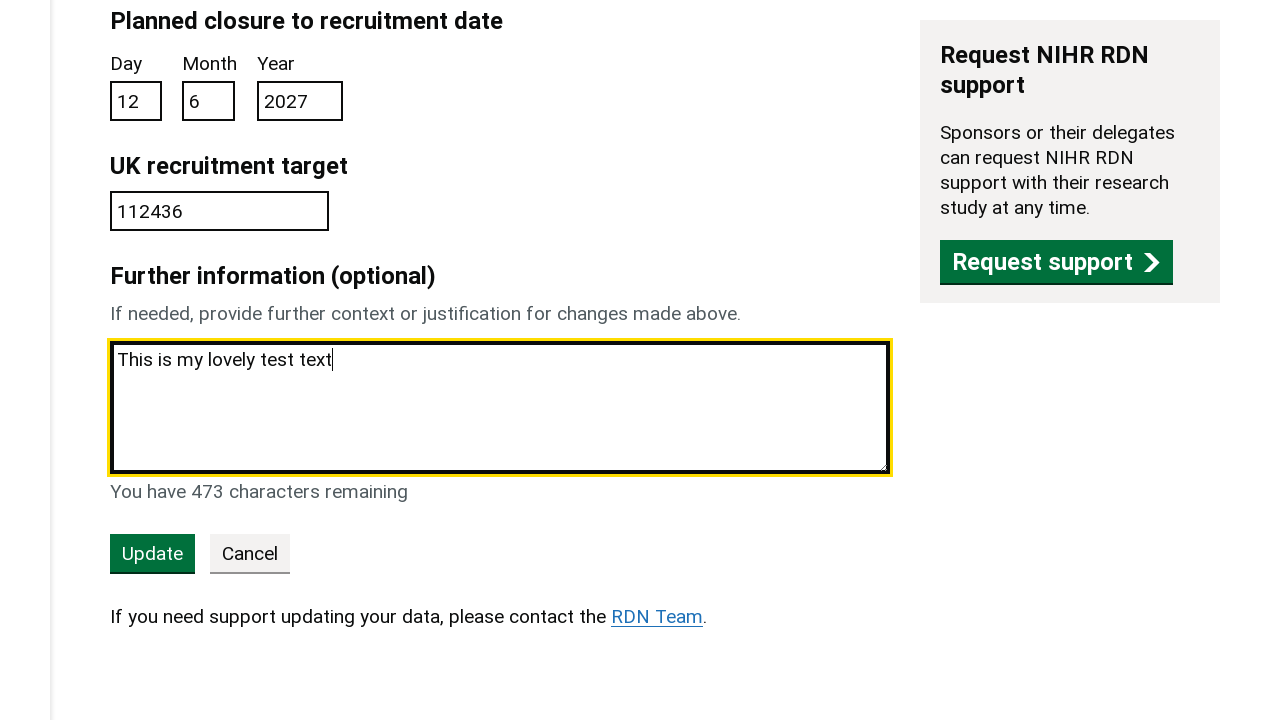 Planned closure to recruitment date
Day Month Year
12 6 2027
UK recruitment target
112436
Further information (optional)
If needed, provide further context or justification for changes made above.
This is my lovely test text
You have 473 characters remaining
Update Cancel
If you need support updating your data, please contact the RDN Team.
Request NIHR RDN
support
Sponsors or their delegates
can request NIHR RDN
support with their research
study at any time.
Request support